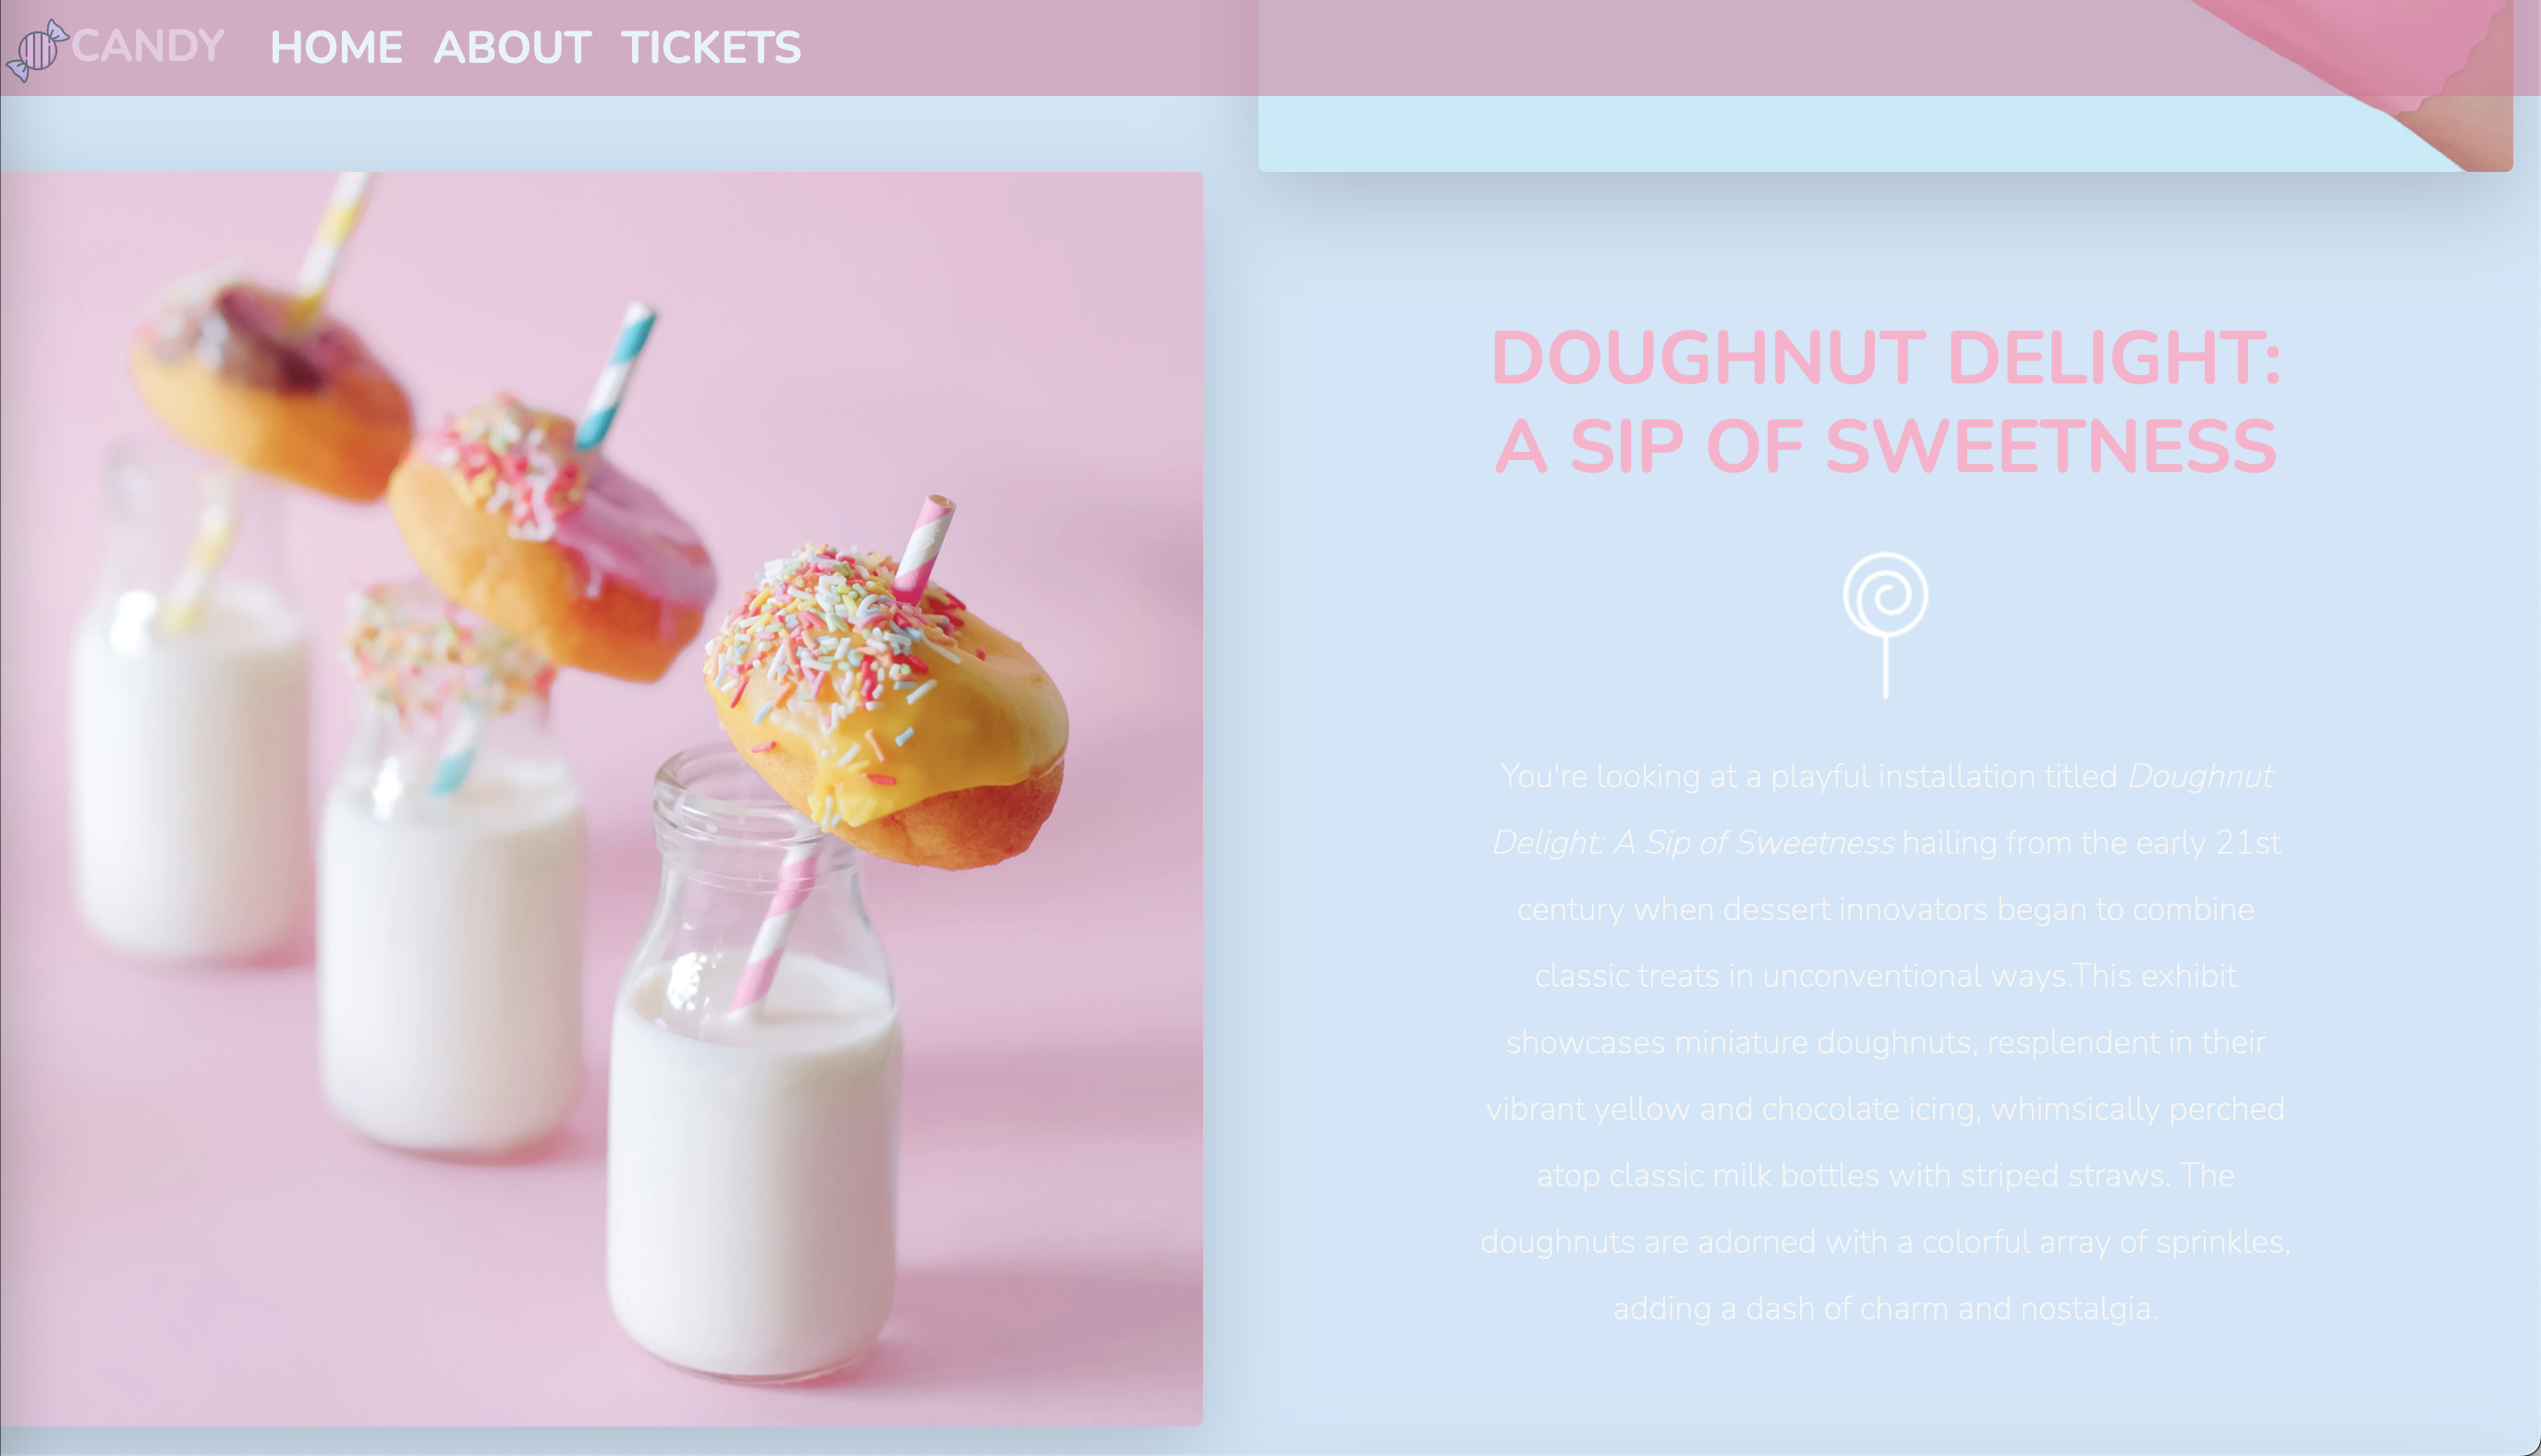 CANDY HOME ABOUT TICKETS
DOUGHNUT DELIGHT:
A SIP OF SWEETNESS
You're looking at a playful installation titled Doughnut
Delight: A Sip of Sweetness hailing from the early 21st
century when dessert innovators began to combine
classic treats in unconventional ways.This exhibit
showcases miniature doughnuts, resplendent in their
vibrant yellow and chocolate icing, whimsically perched
atop classic milk bottles with striped straws. The
doughnuts are adorned with a colorful array of sprinkles,
adding a dash of charm and nostalgia.